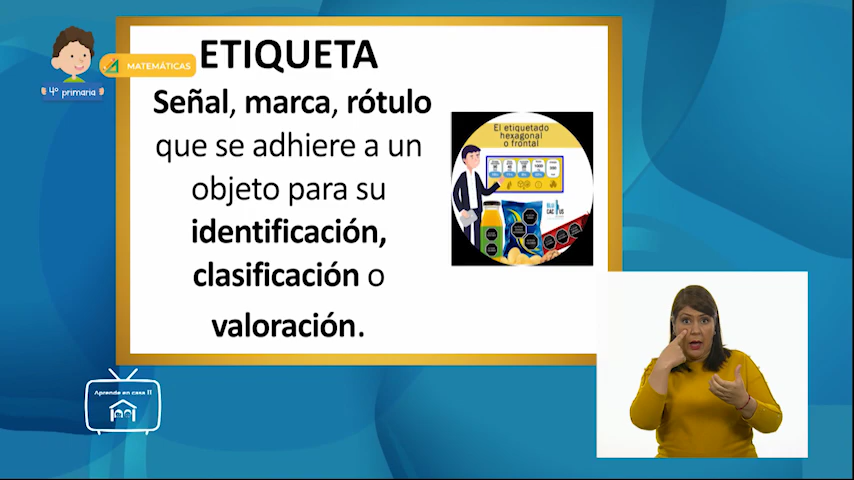 ETIQUETA
MATEMÁTICAS
4º primaria
Señal, marca, rótulo
que se adhiere a un
objeto para su
identificación,
clasificación o
valoración.
El etiquetado
hexagonal
o frontal
Aprende en casa II